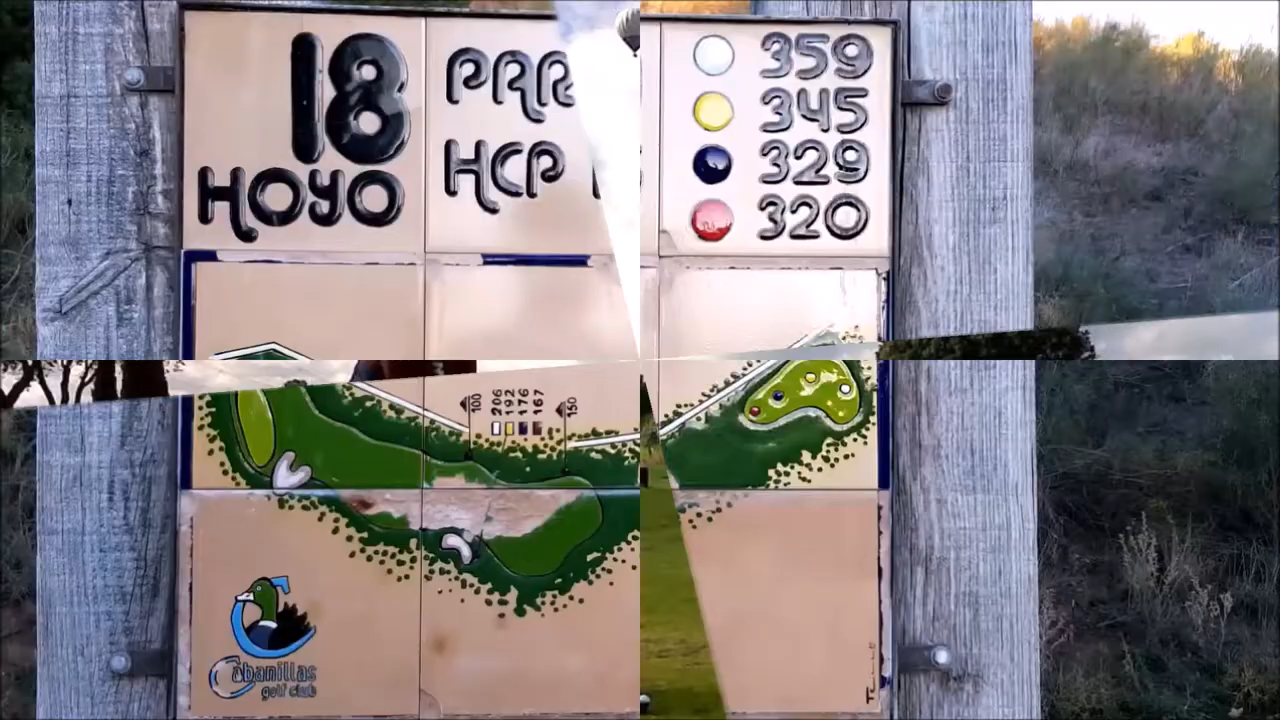 18
HOYO
PAR
HCP
359
345
329
320
100
206
192
176
167
150
Cabanillas
golf club